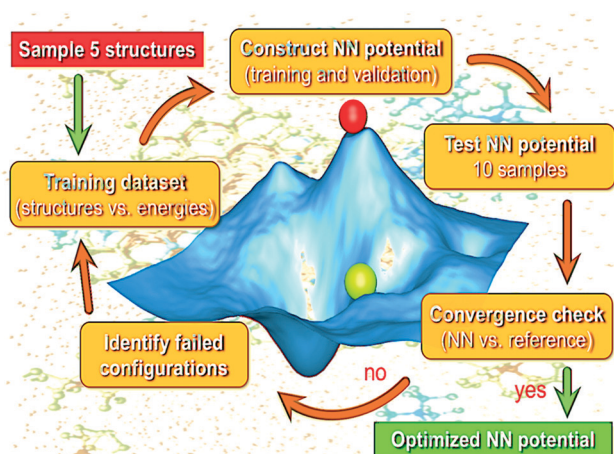 Sample 5 structures
Construct NN potential
(training and validation)
Test NN potential
10 samples
Training dataset
(structures vs. energies)
Convergence check
(NN vs. reference)
Identify failed
configurations
no
yes
Optimized NN potential